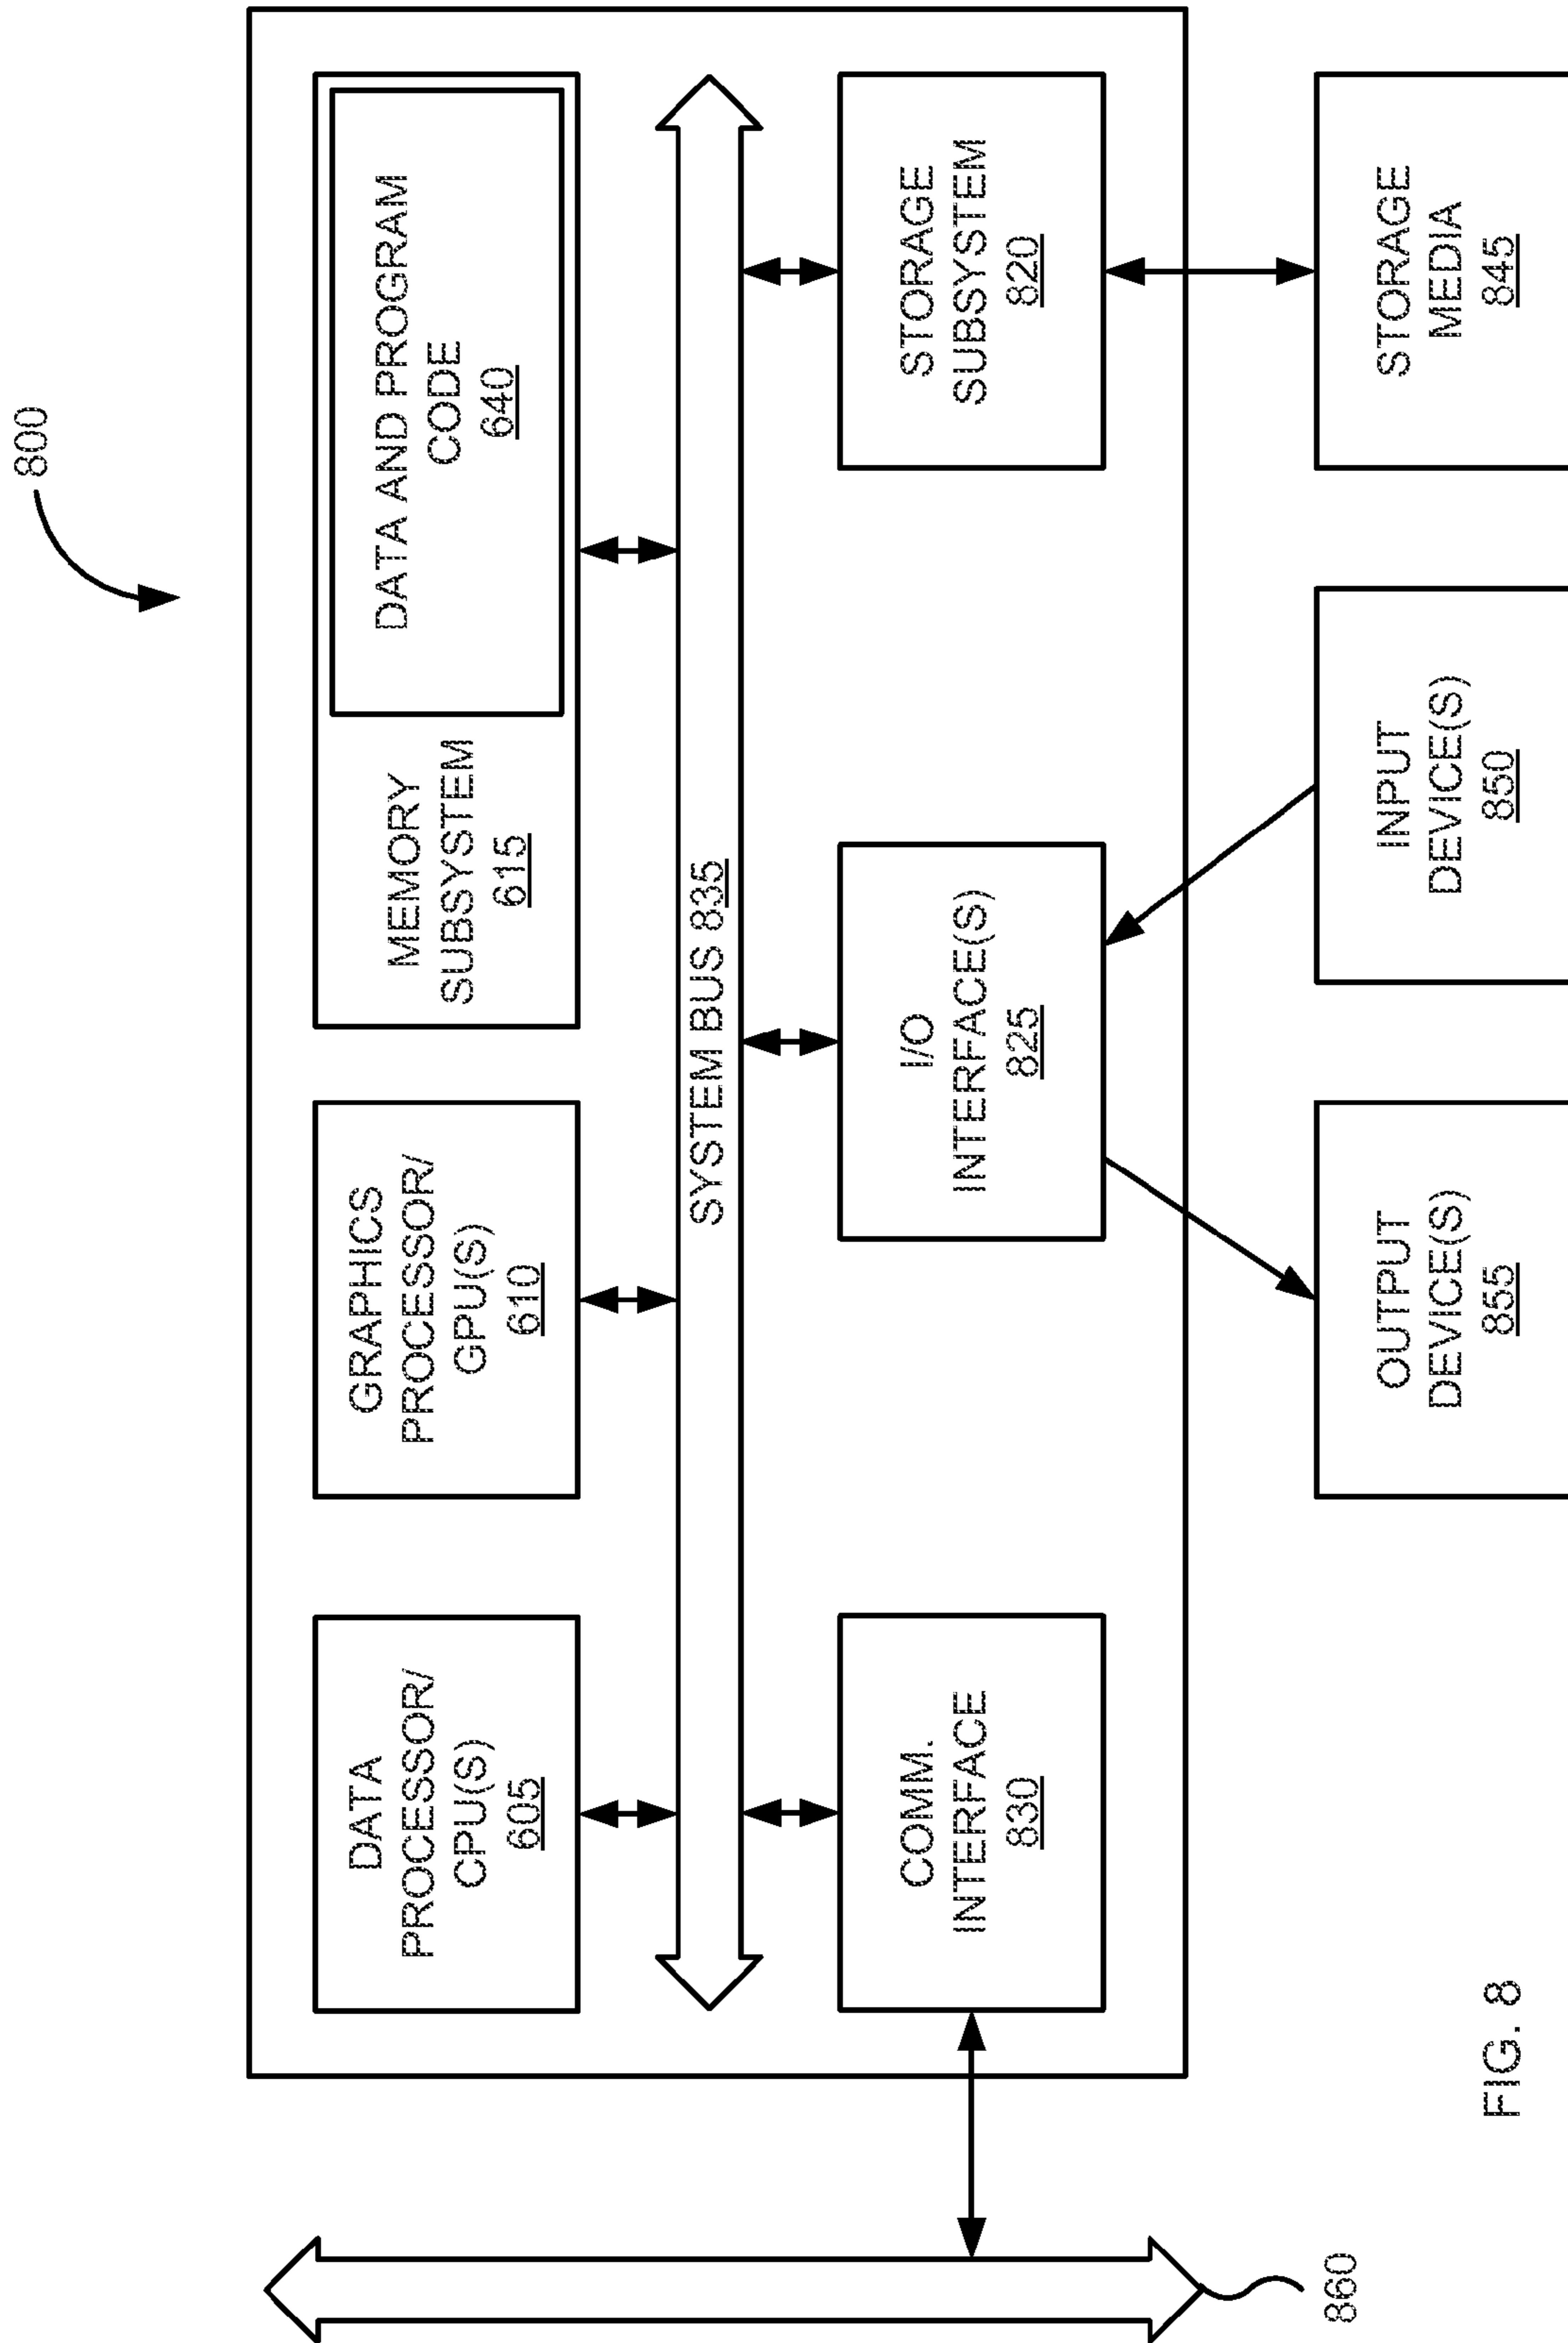 800
DATA
PROCESSOR/
CPU(S)
605
GRAPHICS
PROCESSOR/
GPU(S)
610
MEMORY
SUBSYSTEM
615
DATA AND PROGRAM
CODE
640
SYSTEM BUS 835
COMM.
INTERFACE
830
I/O
INTERFACE(S)
825
STORAGE
SUBSYSTEM
820
860
OUTPUT
DEVICE(S)
855
INPUT
DEVICE(S)
850
STORAGE
MEDIA
845
FIG. 8